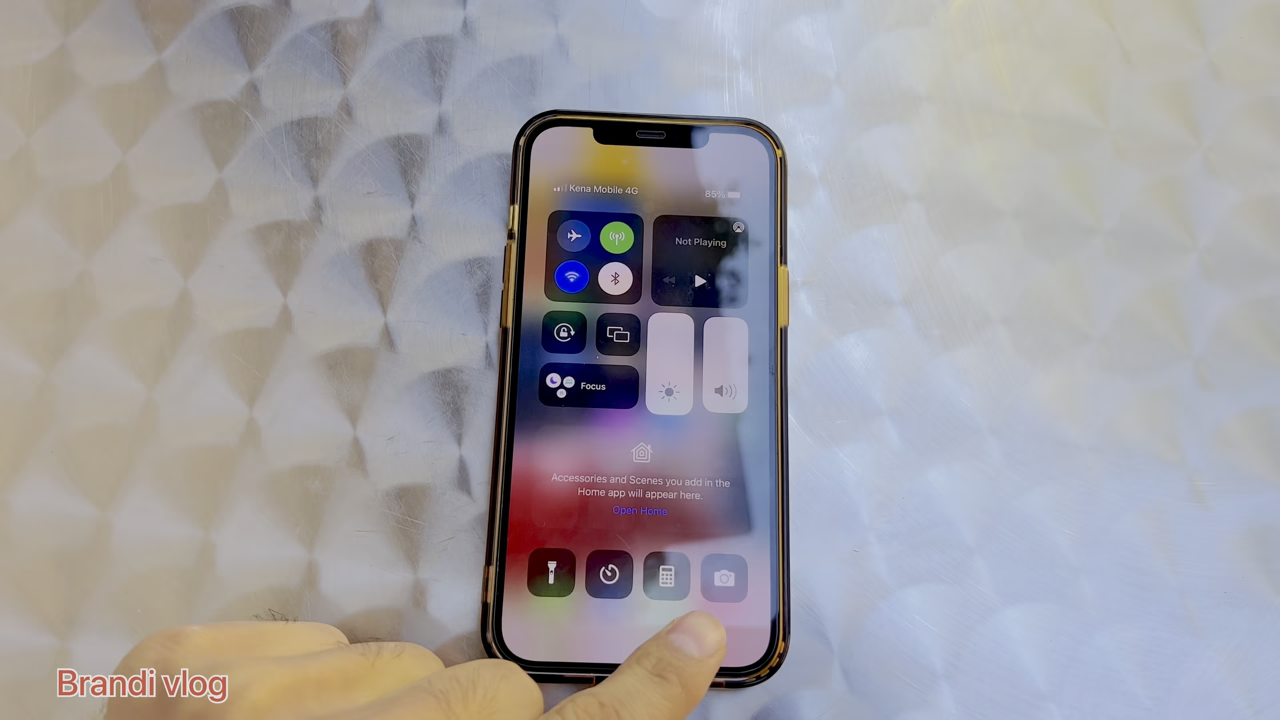 Kena Mobile 4G
85%
Not Playing
Focus
Accessories and Scenes you add in the
Home app will appear here.
Open Home
Brandi vlog